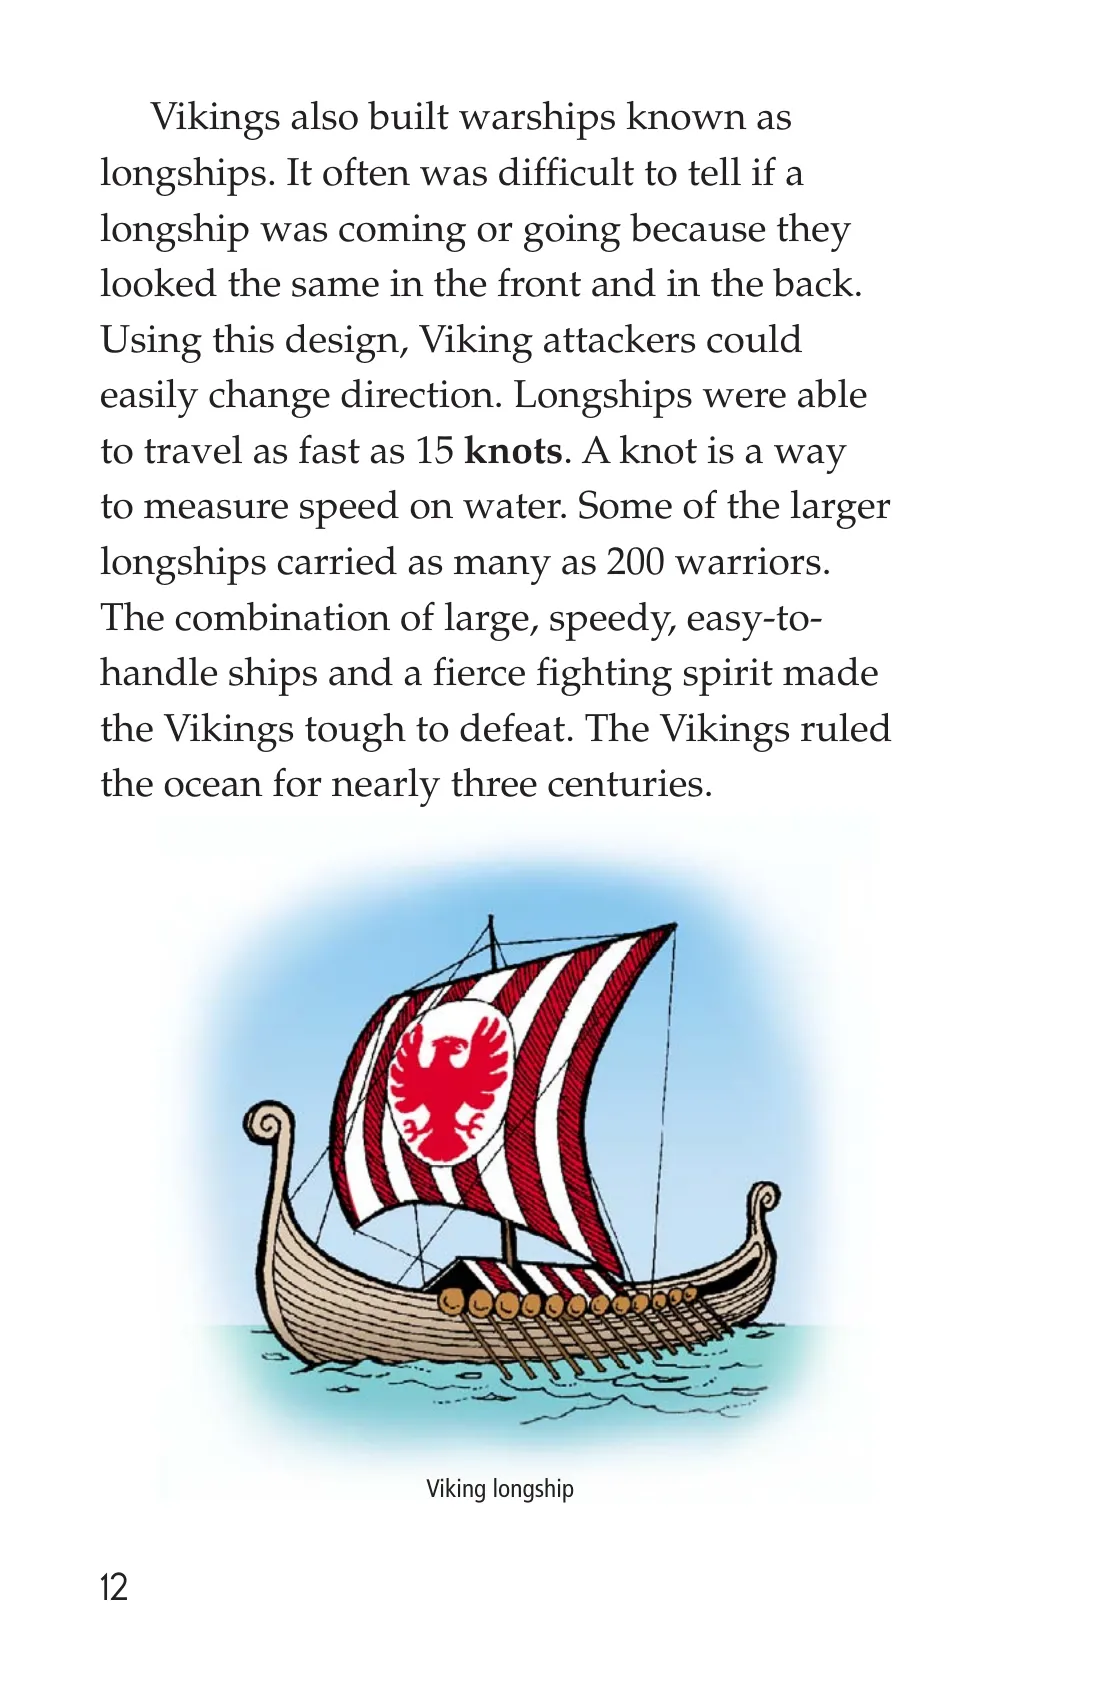 Vikings also built warships known as
longships. It often was difficult to tell if a
longship was coming or going because they
looked the same in the front and in the back.
Using this design, Viking attackers could
easily change direction. Longships were able
to travel as fast as 15 knots. A knot is a way
to measure speed on water. Some of the larger
longships carried as many as 200 warriors.
The combination of large, speedy, easy-to-
handle ships and a fierce fighting spirit made
the Vikings tough to defeat. The Vikings ruled
the ocean for nearly three centuries.
Viking longship
12